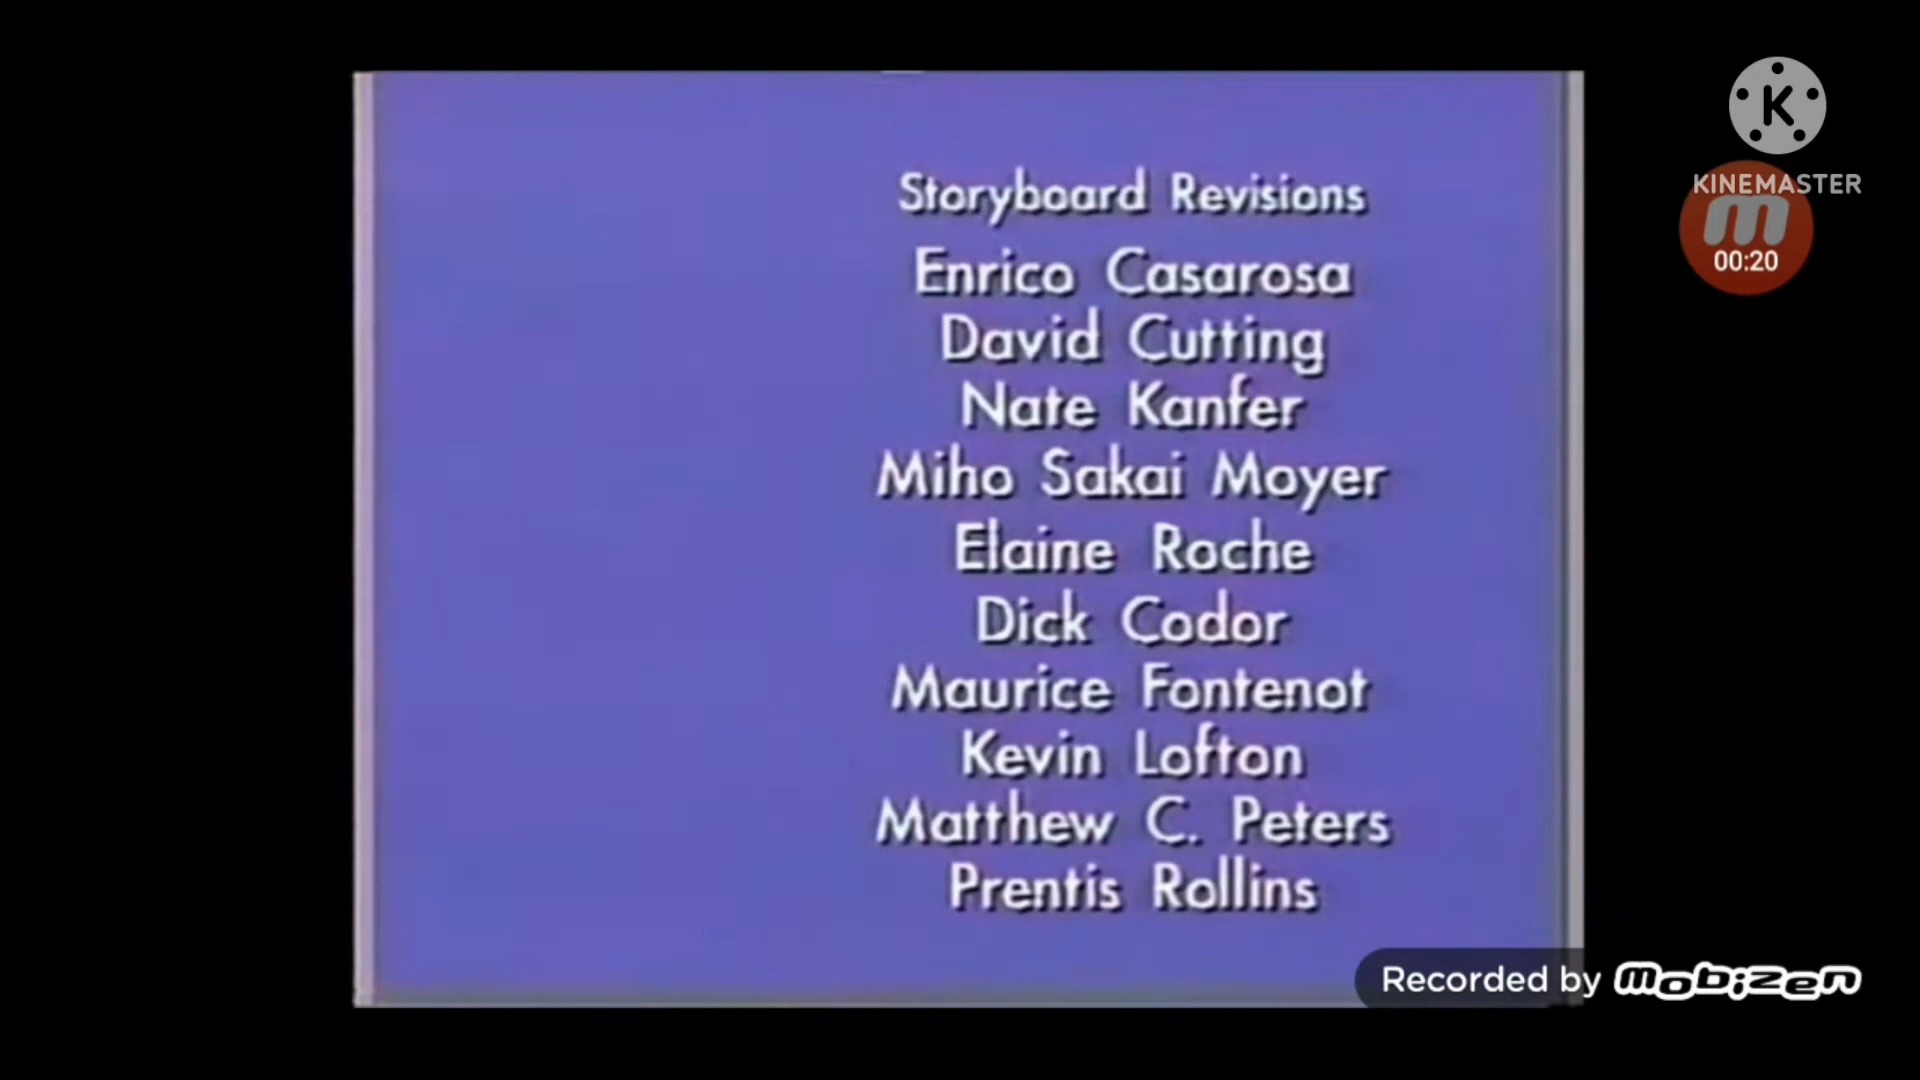 Storyboard Revisions
Enrico Casarosa
David Cutting
Nate Kanfer
Miho Sakai Moyer
Elaine Roche
Dick Codor
Maurice Fontenot
Kevin Lofton
Matthew C. Peters
Prentis Rollins
K
KINEMASTER
m
00:20
Recorded by mobizen